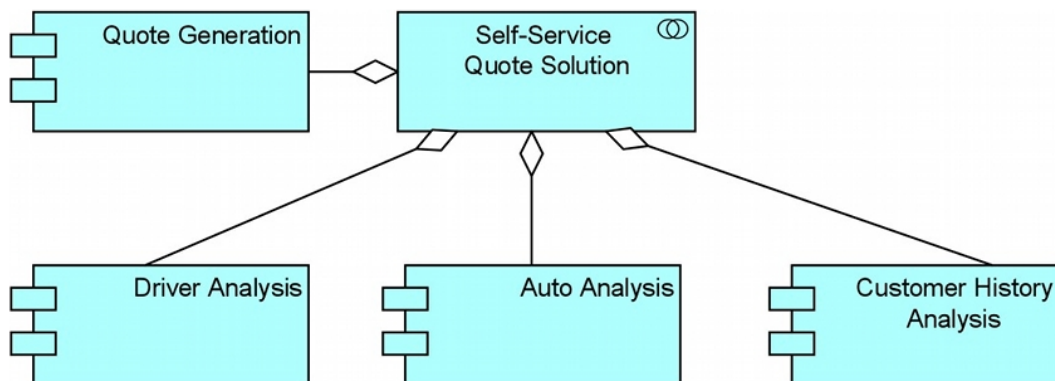 Quote Generation
Self-Service
Quote Solution
Driver Analysis
Auto Analysis
Customer History
Analysis